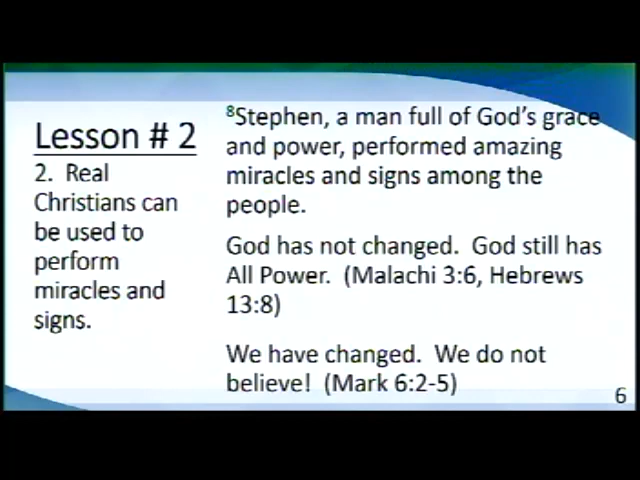 Lesson # 2
2. Real
Christians can
be used to
perform
miracles and
signs.
⁸Stephen, a man full of God's grace
and power, performed amazing
miracles and signs among the
people.
God has not changed.  God still has
All Power.  (Malachi 3:6, Hebrews
13:8)
We have changed.  We do not
believe!  (Mark 6:2-5)
6